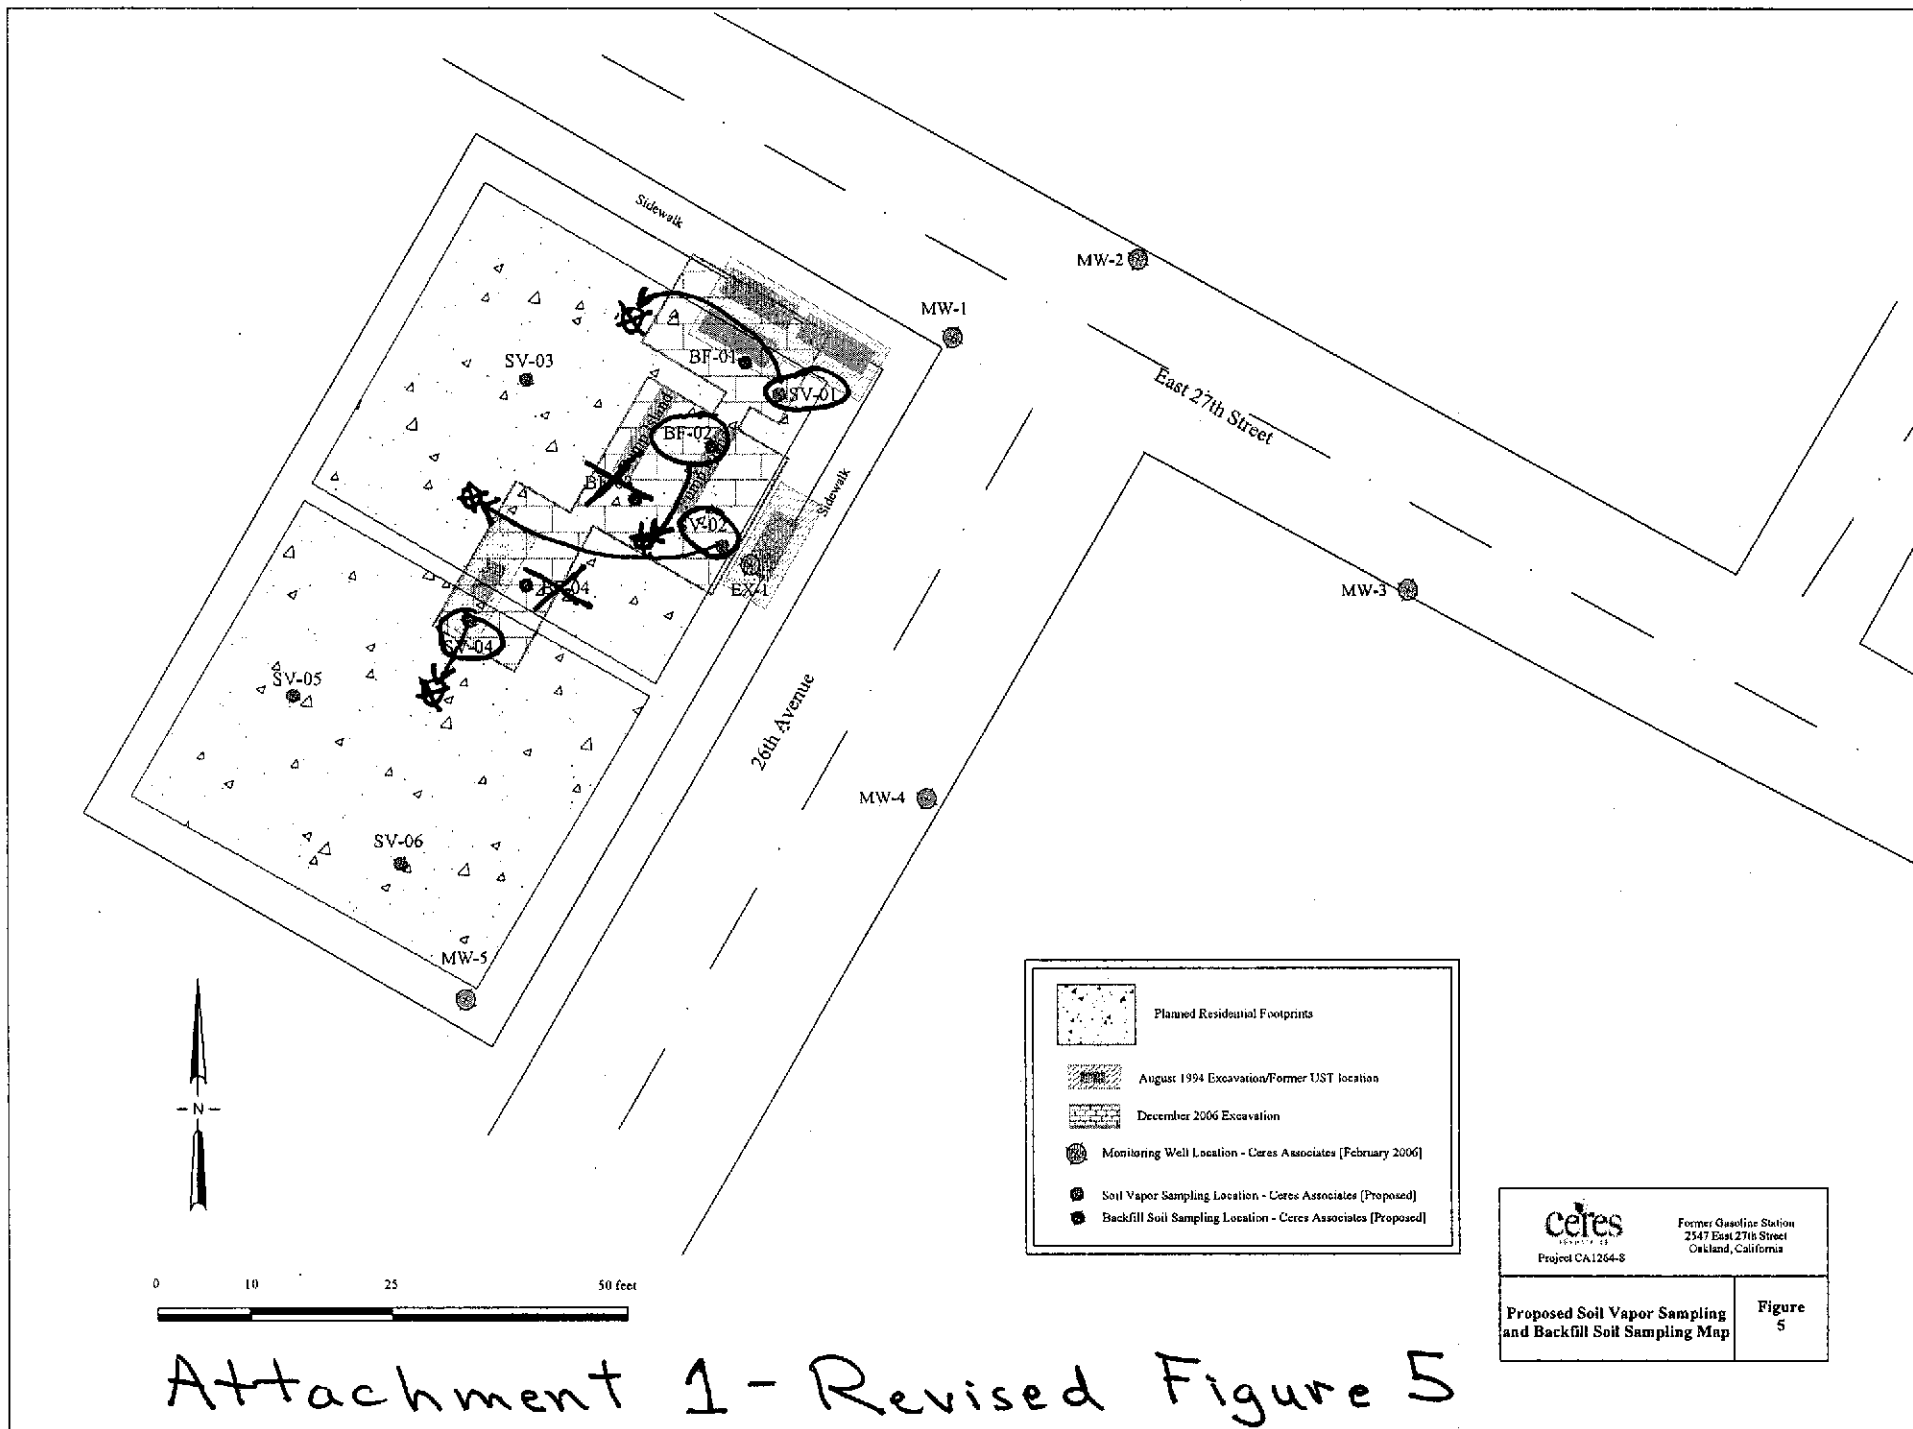 Sidewalk
MW-2
MW-1
SV-03
BF-01
SV-01
East 27th Street
BF-02
Sidewalk
V-02
EX-1
MW-3
SV-04
SV-05
26th Avenue
MW-4
SV-06
MW-5
N
Planned Residential Footprints
August 1994 Excavation/Former UST location
December 2006 Excavation
Monitoring Well Location - Ceres Associates [February 2006]
Soil Vapor Sampling Location - Ceres Associates [Proposed]
Backfill Soil Sampling Location - Ceres Associates [Proposed]
ceres
Project CA1264-8
Former Gasoline Station
2547 East 27th Street
Oakland, California
0 10 25 50 feet
Proposed Soil Vapor Sampling
and Backfill Soil Sampling Map
Figure
5
Attachment 1 - Revised Figure 5